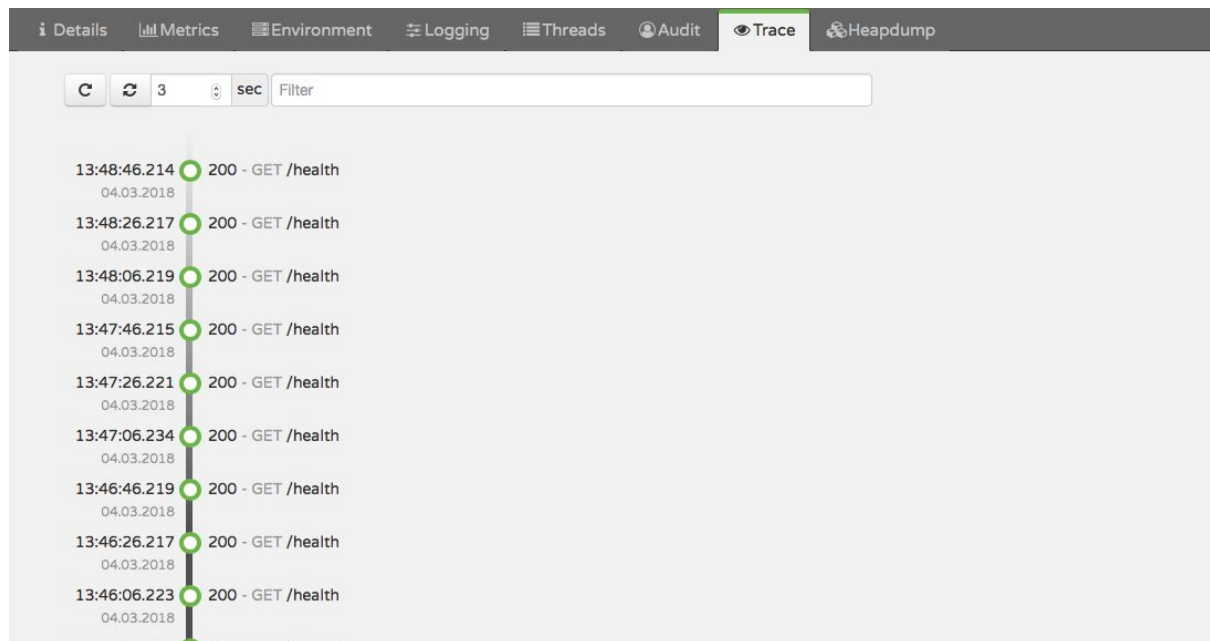 i Details Metrics Environment Logging Threads Audit Trace Heapdump
3 sec Filter
13:48:46.214 200 - GET /health
04.03.2018
13:48:26.217 200 - GET /health
04.03.2018
13:48:06.219 200 - GET /health
04.03.2018
13:47:46.215 200 - GET /health
04.03.2018
13:47:26.221 200 - GET /health
04.03.2018
13:47:06.234 200 - GET /health
04.03.2018
13:46:46.219 200 - GET /health
04.03.2018
13:46:26.217 200 - GET /health
04.03.2018
13:46:06.223 200 - GET /health
04.03.2018